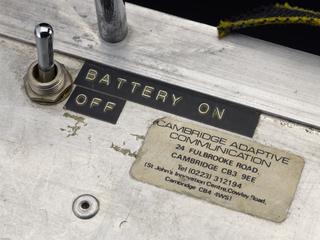 BATTERY ON
OFF
CAMBRIDGE ADAPTIVE
COMMUNICATION
24 FULBROOKE ROAD,
CAMBRIDGE CB3 9EE
Tel (0223) 312194
(St John's Innovation Centre, Cowley Road,
Cambridge CB4 4WS)